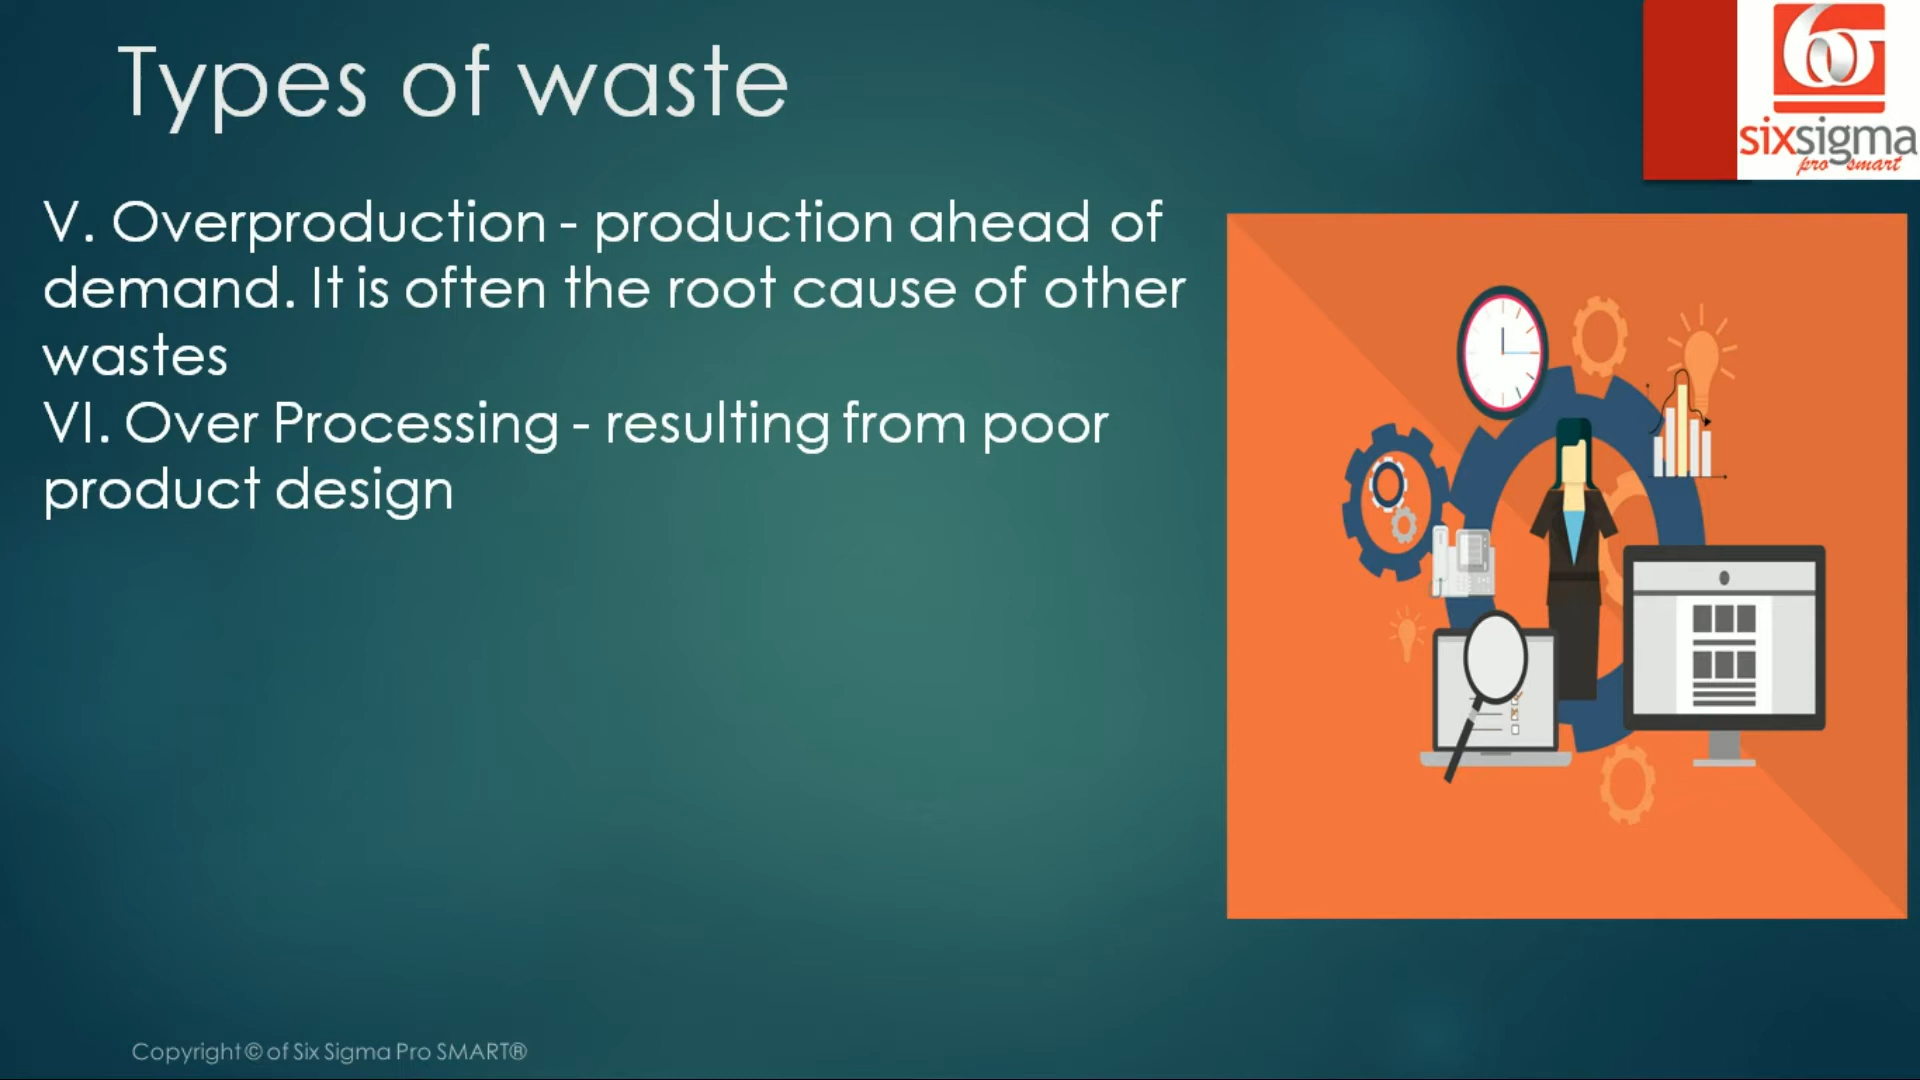 Types of waste
sixsigma
pro smart
V. Overproduction - production ahead of
demand. It is often the root cause of other
wastes
VI. Over Processing - resulting from poor
product design
Copyright © of Six Sigma Pro SMART®